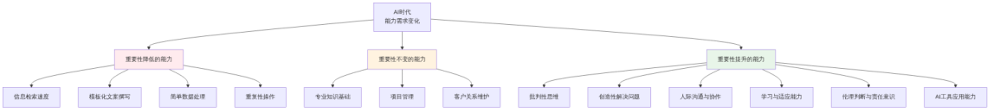 AI时代
能力需求变化
重要性降低的能力
重要性不变的能力
重要性提升的能力
信息检索速度
模板化文案撰写
简单数据处理
重复性操作
专业知识基础
项目管理
客户关系维护
批判性思维
创造性解决问题
人际沟通与协作
学习与适应能力
伦理判断与责任意识
AI工具应用能力